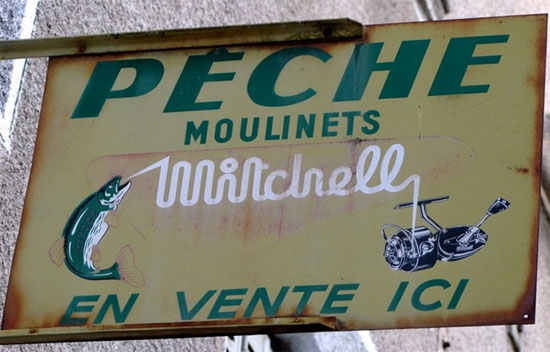 PÊCHE
MOULINETS
Mitchell
EN VENTE ICI